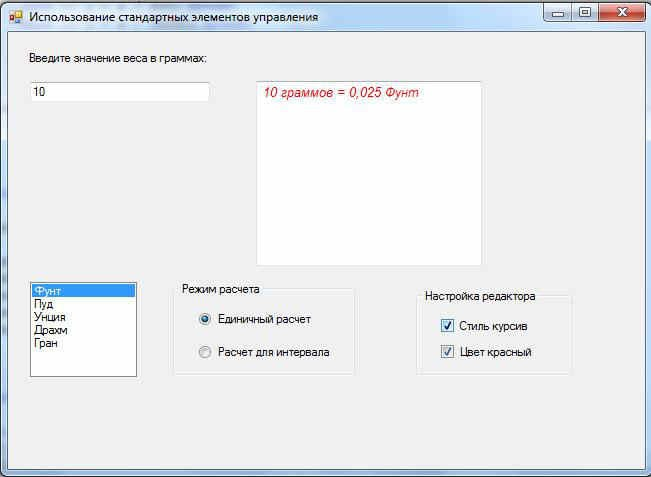 Использование стандартных элементов управления
Введите значение веса в граммах:
10
10 граммов = 0,025 Фунт
Фунт
Пуд
Унция
Драхм
Гран
Режим расчета
Единичный расчет
Расчет для интервала
Настройка редактора
Стиль курсив
Цвет красный